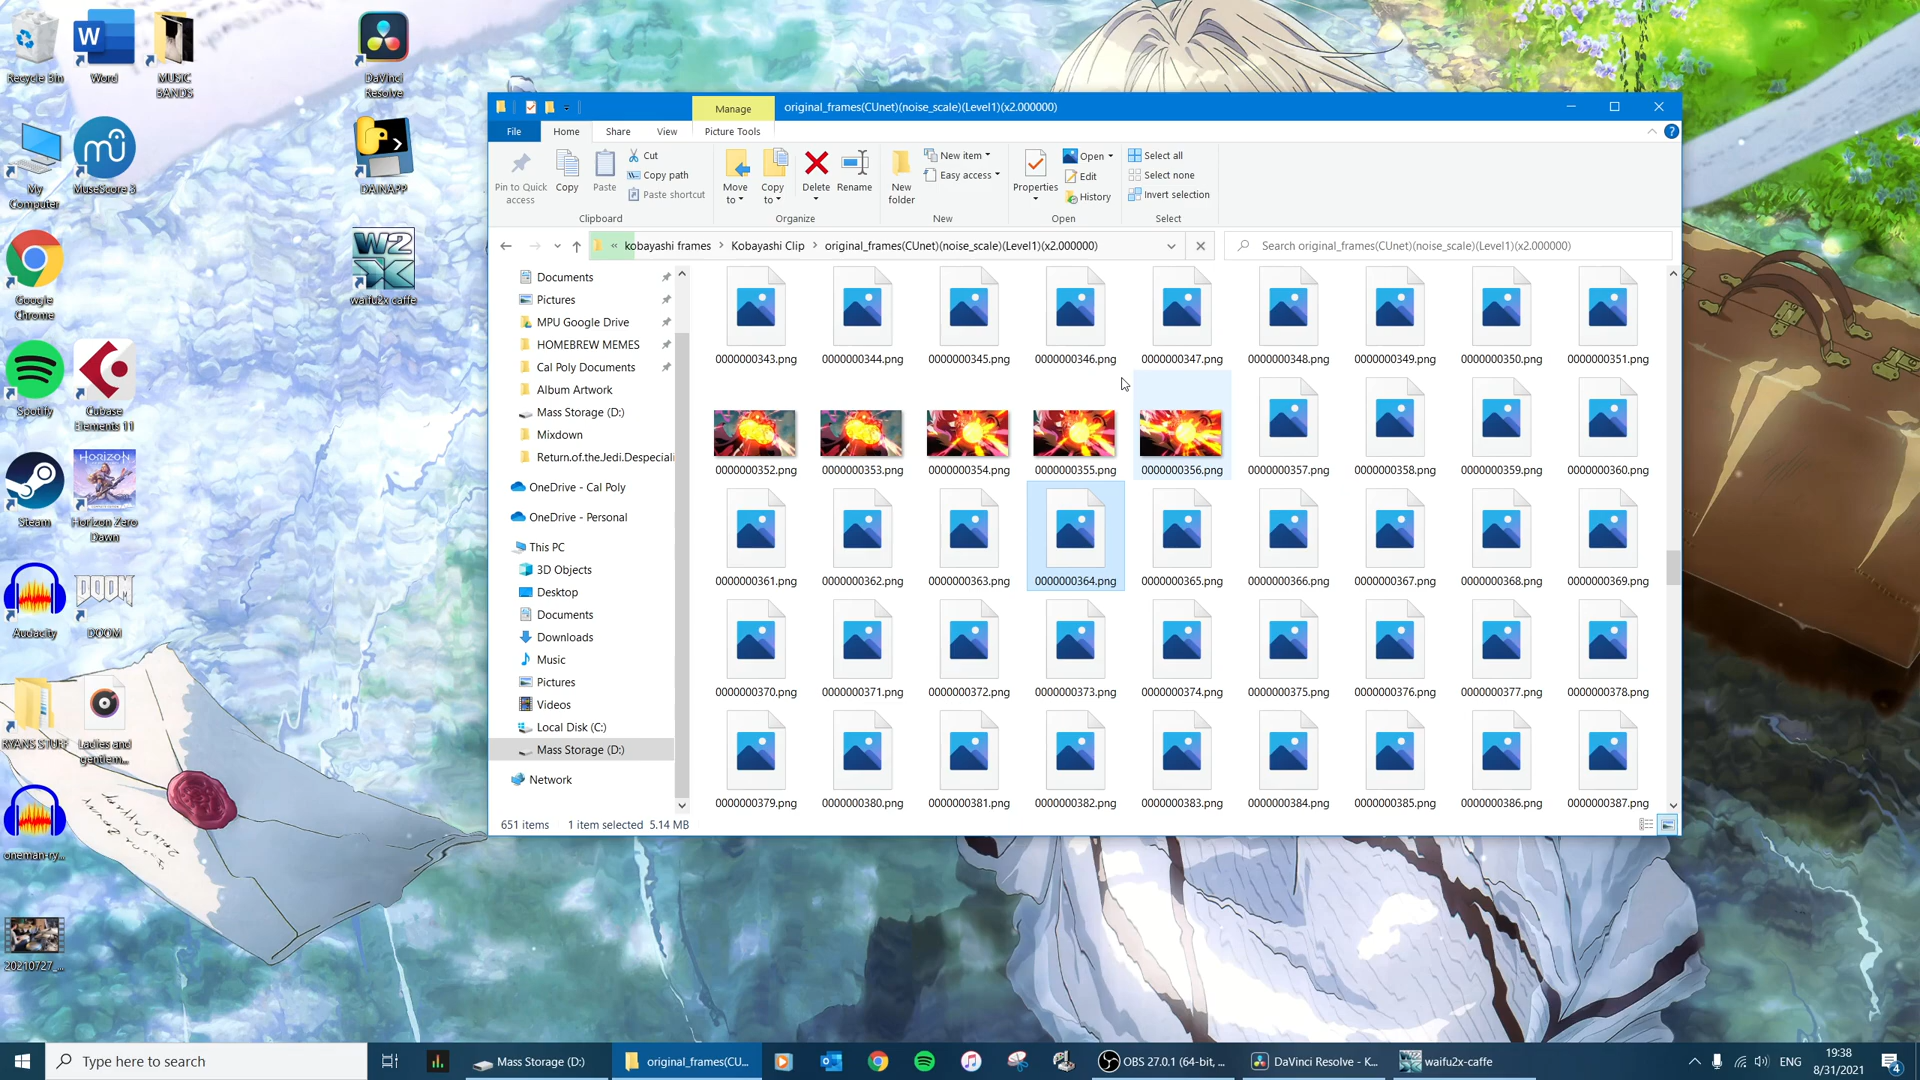 Recycle Bin
Word
MUSIC BANDS
DaVinci Resolve
My Computer
MuseScore 3
DAINAPP
Google Chrome
waifu2x caffe
Spotify
Cubase Elements 11
Steam
HORIZON
Horizon Zero Dawn
Audacity
DOOM
DOOM
RYANS STUFF
Ladies and gentlem...
oneman-ry...
20210727_...
W2X
Manage
original_frames(CUnet)(noise_scale)(Level1)(x2.000000)
File
Home
Share
View
Picture Tools
Pin to Quick access
Copy
Paste
Cut
Copy path
Paste shortcut
Clipboard
Move to
Copy to
Delete
Rename
Organize
New folder
New item
Easy access
New
Properties
Open
Edit
History
Open
Select all
Select none
Invert selection
Select
« kobayashi frames > Kobayashi Clip > original_frames(CUnet)(noise_scale)(Level1)(x2.000000)
Search original_frames(CUnet)(noise_scale)(Level1)(x2.000000)
Documents
Pictures
MPU Google Drive
HOMEBREW MEMES
Cal Poly Documents
Album Artwork
Mass Storage (D:)
Mixdown
Return.of.the.Jedi.Despeciali
OneDrive - Cal Poly
OneDrive - Personal
This PC
3D Objects
Desktop
Documents
Downloads
Music
Pictures
Videos
Local Disk (C:)
Mass Storage (D:)
Network
0000000343.png 0000000344.png 0000000345.png 0000000346.png 0000000347.png 0000000348.png 0000000349.png 0000000350.png 0000000351.png
0000000352.png 0000000353.png 0000000354.png 0000000355.png 0000000356.png 0000000357.png 0000000358.png 0000000359.png 0000000360.png
0000000361.png 0000000362.png 0000000363.png 0000000364.png 0000000365.png 0000000366.png 0000000367.png 0000000368.png 0000000369.png
0000000370.png 0000000371.png 0000000372.png 0000000373.png 0000000374.png 0000000375.png 0000000376.png 0000000377.png 0000000378.png
0000000379.png 0000000380.png 0000000381.png 0000000382.png 0000000383.png 0000000384.png 0000000385.png 0000000386.png 0000000387.png
651 items 1 item selected 5.14 MB
Type here to search
Mass Storage (D:)
original_frames(CU...
OBS 27.0.1 (64-bit, ...
DaVinci Resolve - K...
waifu2x-caffe
ENG
19:38
8/31/2021
4